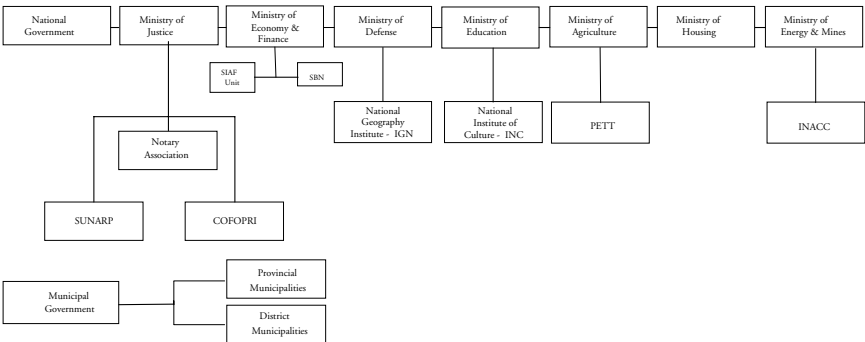 National
Government
Ministry of
Justice
Ministry of
Economy &
Finance
Ministry of
Defense
Ministry of
Education
Ministry of
Agriculture
Ministry of
Housing
Ministry of
Energy & Mines
SIAF
Unit
SBN
National
Geography
Institute - IGN
National
Institute of
Culture - INC
PETT
INACC
Notary
Association
SUNARP
COFOPRI
Municipal
Government
Provincial
Municipalities
District
Municipalities